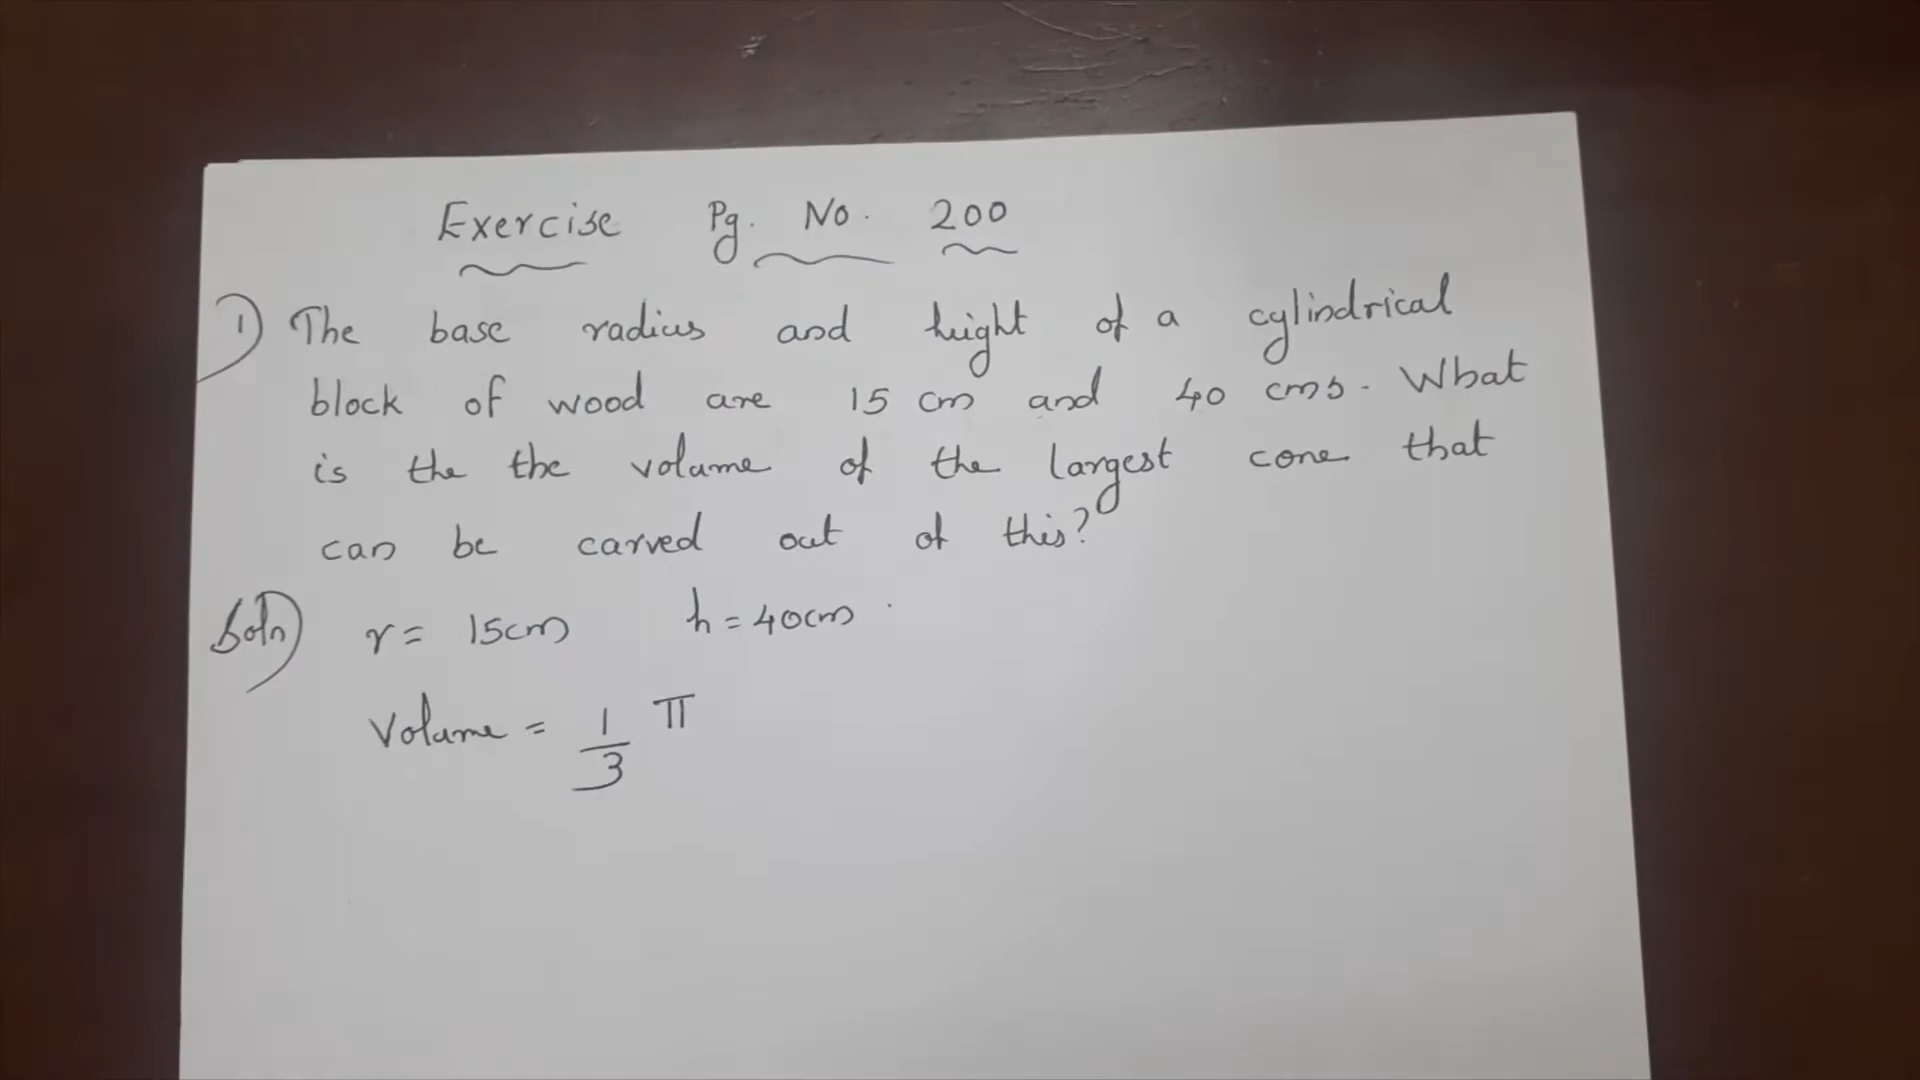 Exercise Pg. No. 200
1) The base radius and height of a cylindrical
block of wood are 15 cm and 40 cms. What
is the the volume of the largest cone that
can be carved out of this?
Soln) r = 15cm h = 40cm.
Volume = 1/3 π